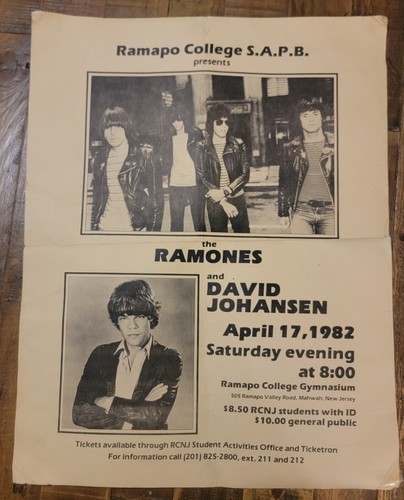 Ramapo College S.A.P.B.
presents
the
RAMONES
and
DAVID
JOHANSEN
April 17, 1982
Saturday evening
at 8:00
Ramapo College Gymnasium
505 Ramapo Valley Road, Mahwah, New Jersey
$8.50 RCNJ students with ID
$10.00 general public
Tickets available through RCNJ Student Activities Office and Ticketron
For information call (201) 825-2800, ext. 211 and 212